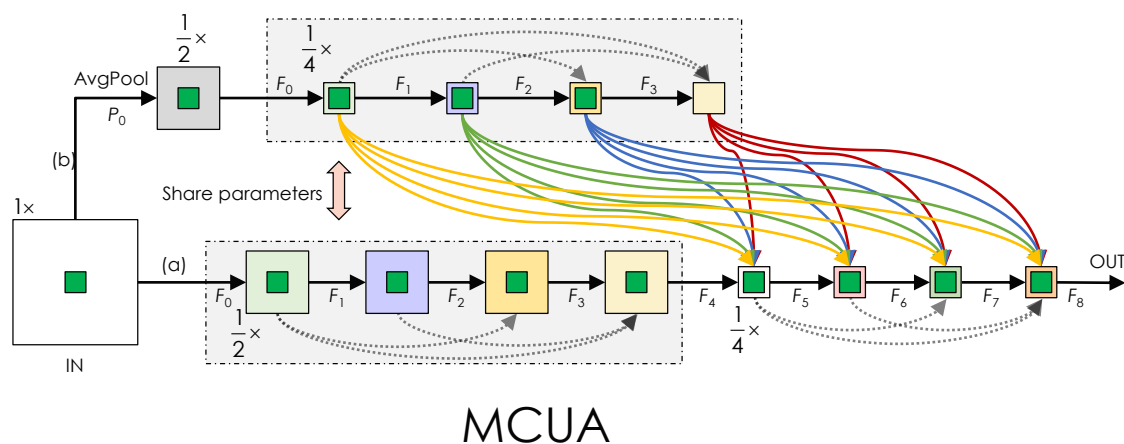 1/2 ×
1/4 ×
AvgPool
P0
F0
F1
F2
F3
(b)
Share parameters
1×
(a)
F0
F1
F2
F3
F4
F5
F6
F7
F8
OUT
1/2 ×
1/4 ×
IN
MCUA